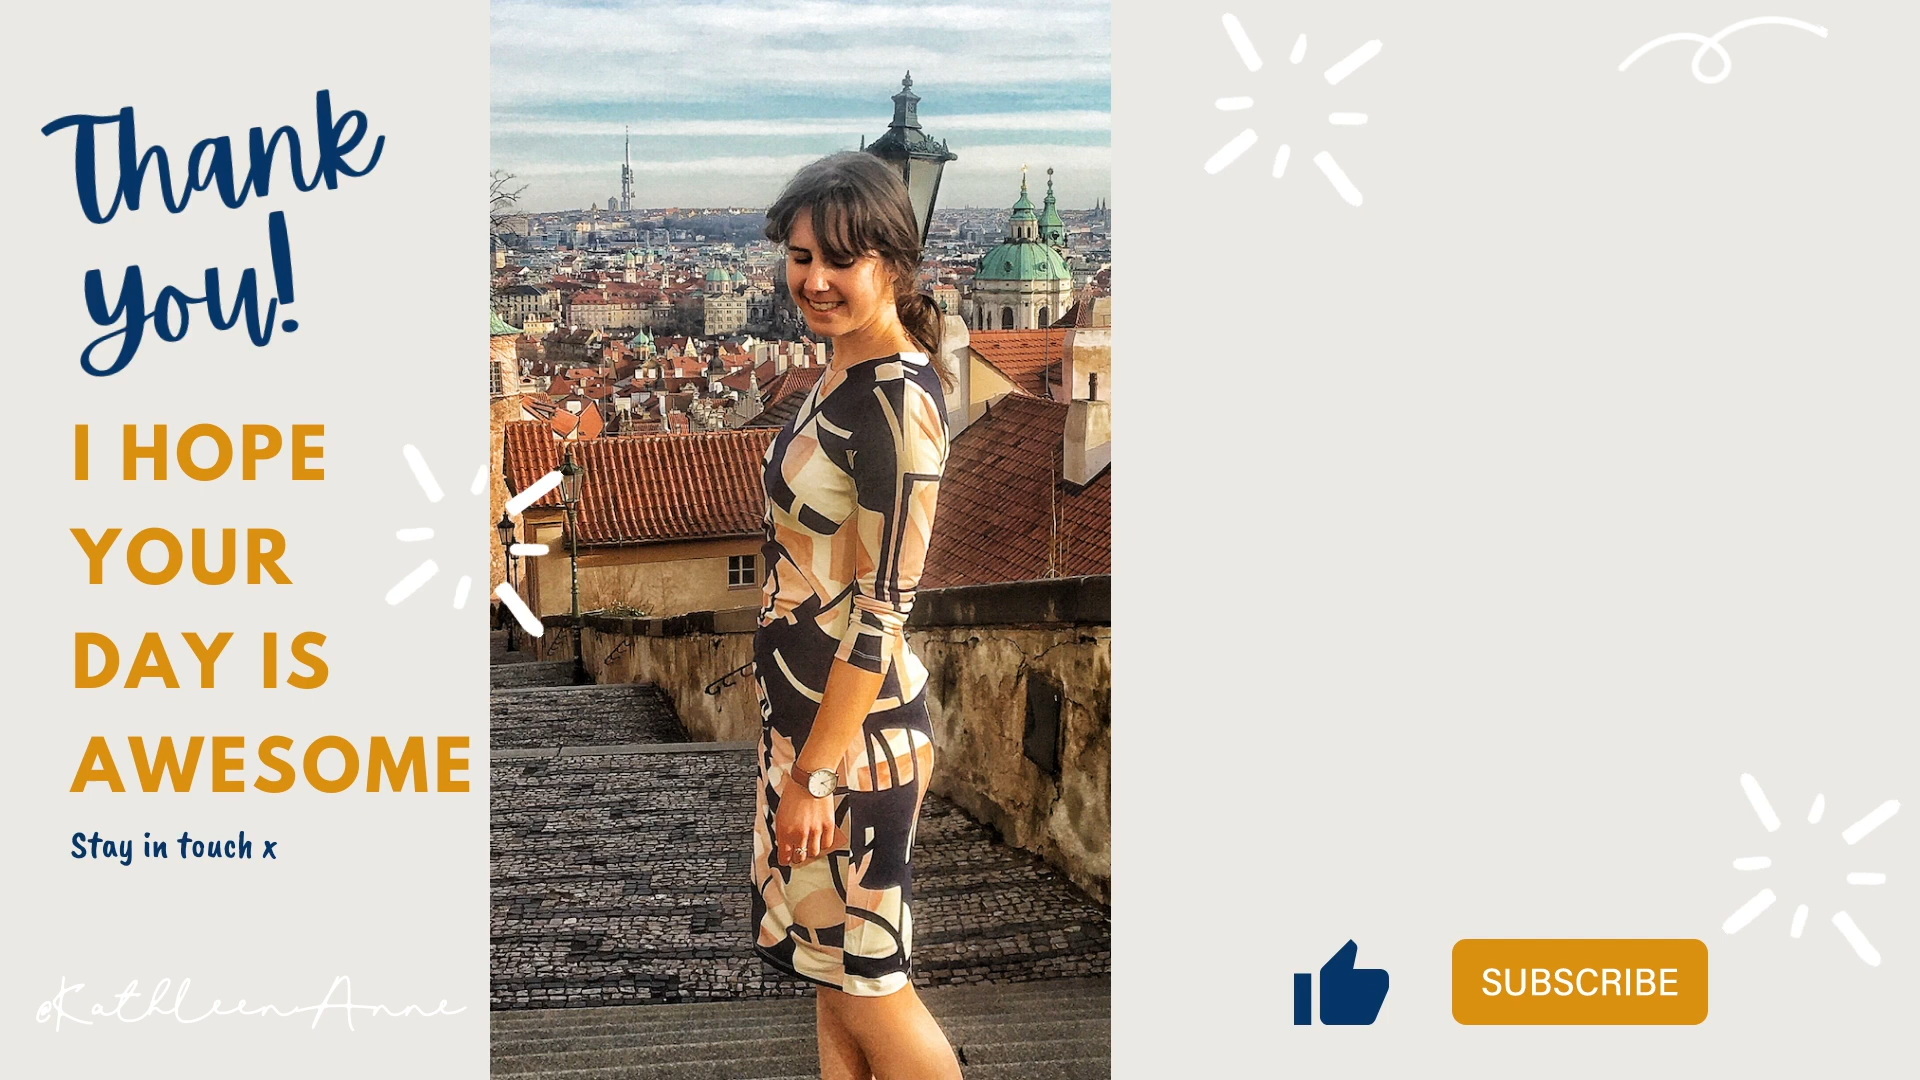 Thank
you!
I HOPE
YOUR
DAY IS
AWESOME
Stay in touch x
@KathleenAnne
SUBSCRIBE